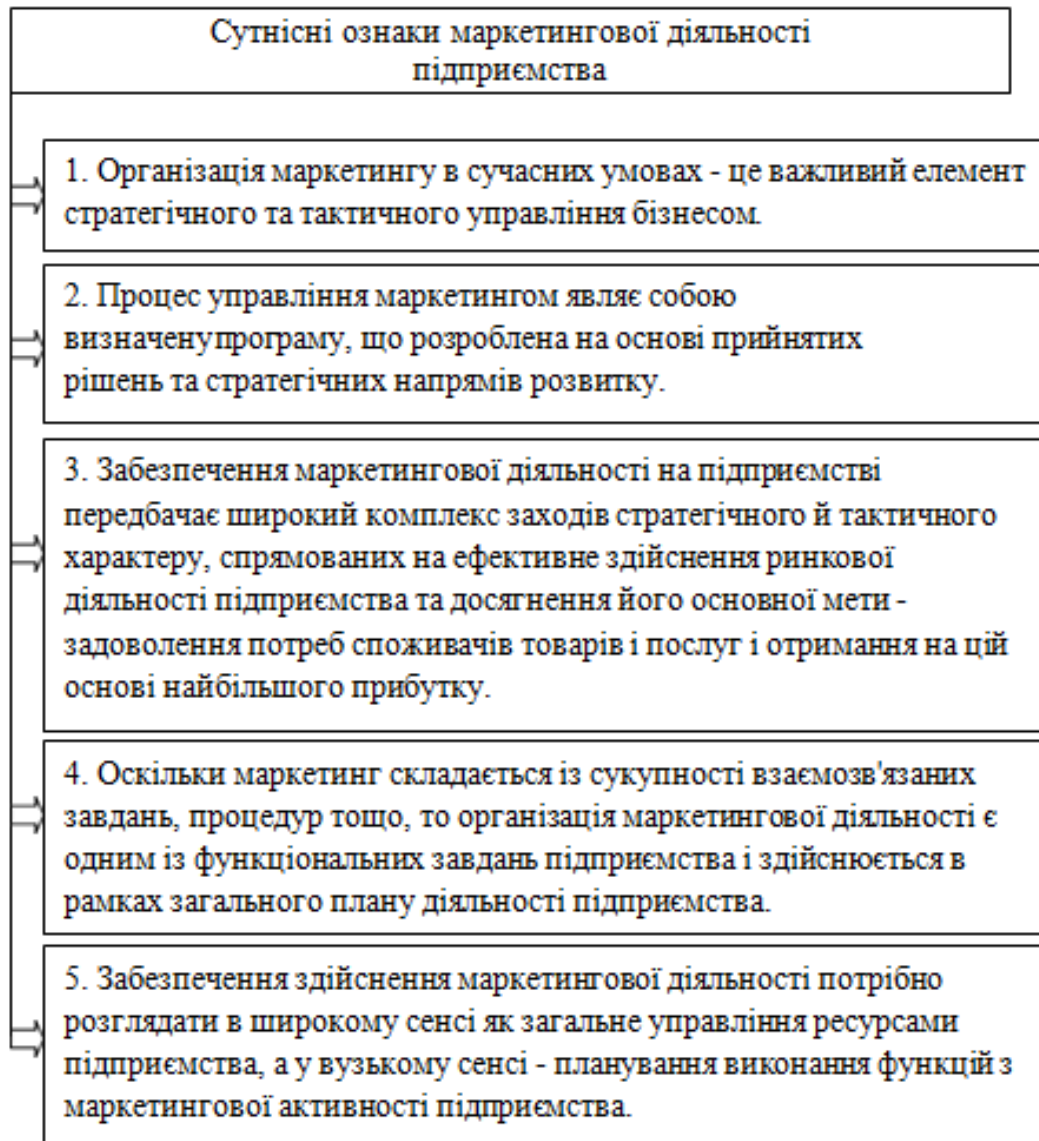 Сутнісні ознаки маркетингової діяльності
підприємства
1. Організація маркетингу в сучасних умовах - це важливий елемент
стратегічного та тактичного управління бізнесом.
2. Процес управління маркетингом являє собою
визначенупрограму, що розроблена на основі прийнятих
рішень та стратегічних напрямів розвитку.
3. Забезпечення маркетингової діяльності на підприємстві
передбачає широкий комплекс заходів стратегічного й тактичного
характеру, спрямованих на ефективне здійснення ринкової
діяльності підприємства та досягнення його основної мети -
задоволення потреб споживачів товарів і послуг і отримання на цій
основі найбільшого прибутку.
4. Оскільки маркетинг складається із сукупності взаємозв'язаних
завдань, процедур тощо, то організація маркетингової діяльності є
одним із функціональних завдань підприємства і здійснюється в
рамках загального плану діяльності підприємства.
5. Забезпечення здійснення маркетингової діяльності потрібно
розглядати в широкому сенсі як загальне управління ресурсами
підприємства, а у вузькому сенсі - планування виконання функцій з
маркетингової активності підприємства.